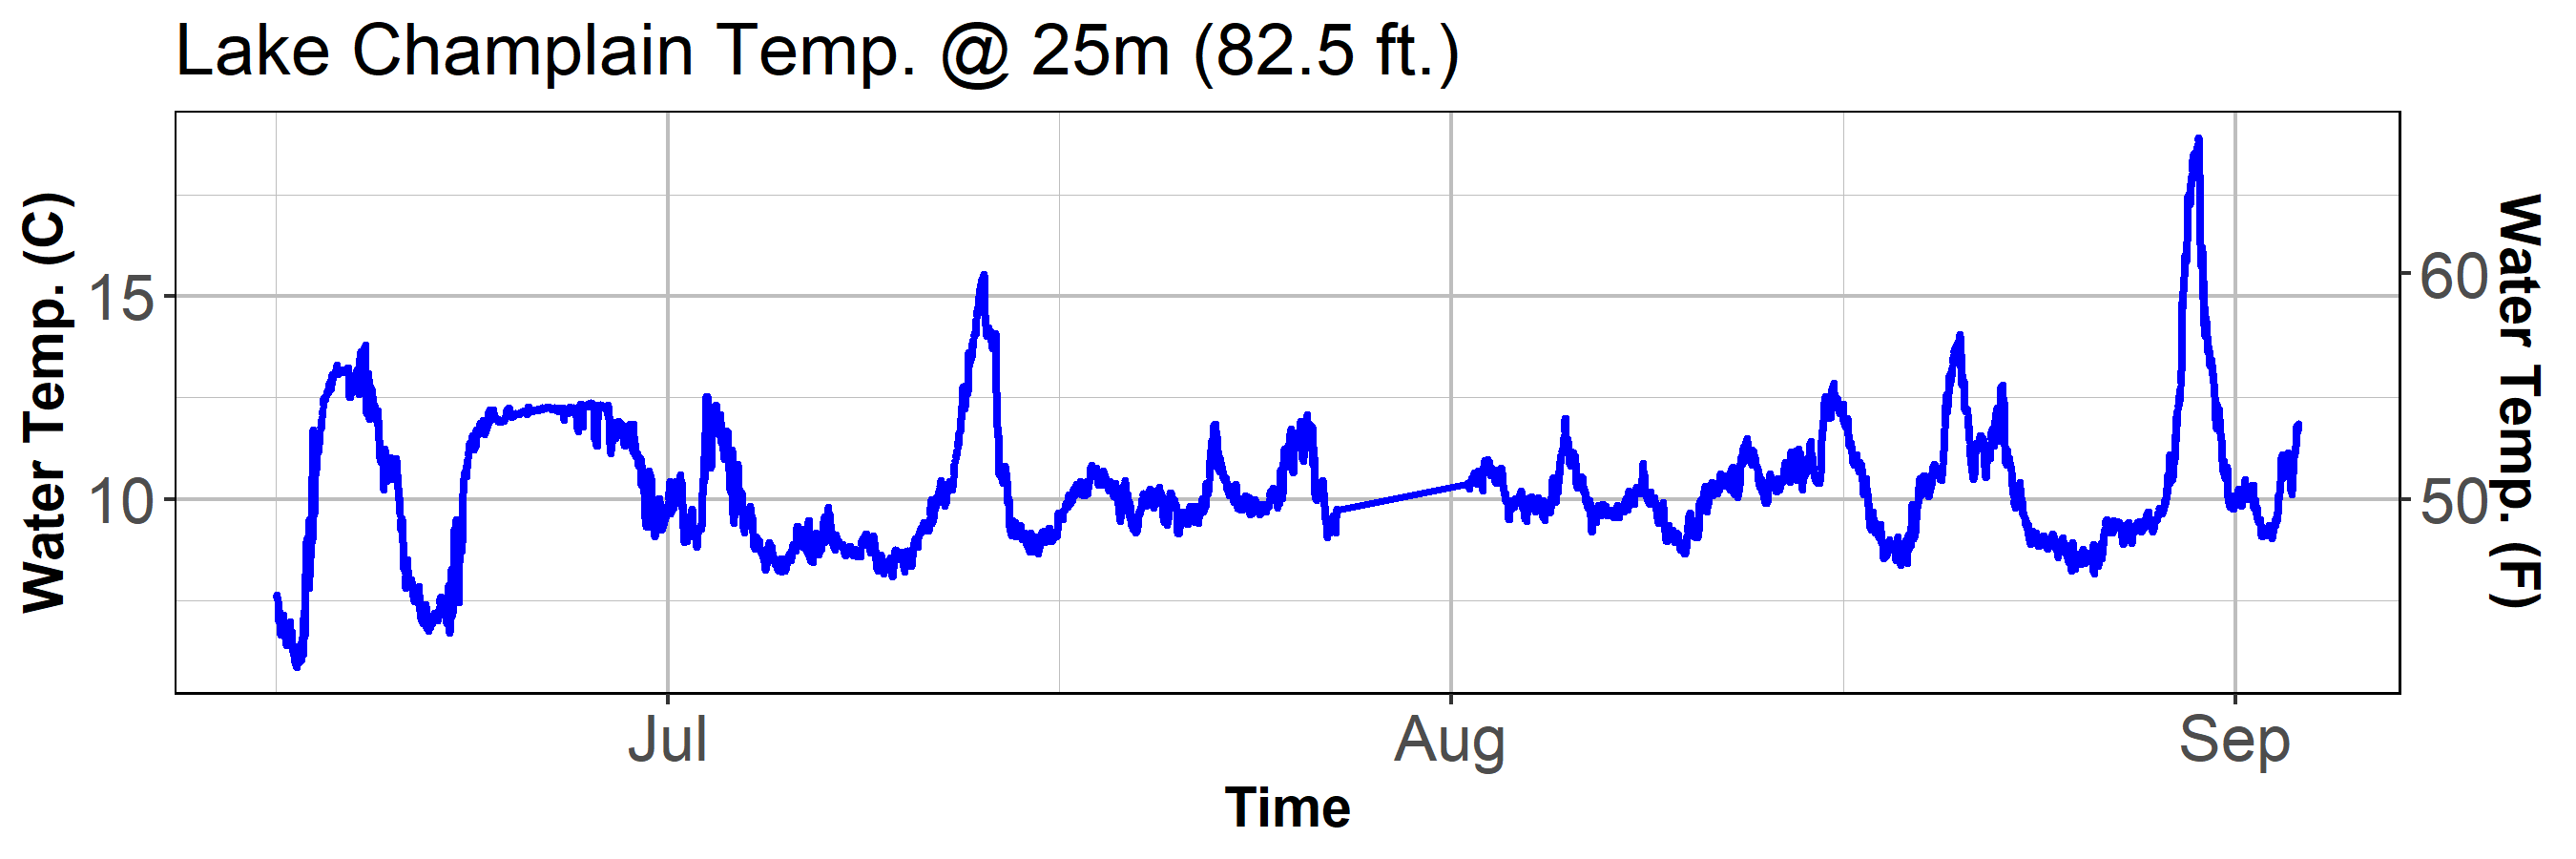 Lake Champlain Temp. @ 25m (82.5 ft.)
Water Temp. (C)
15
10
60
50
Water Temp. (F)
Jul
Aug
Sep
Time